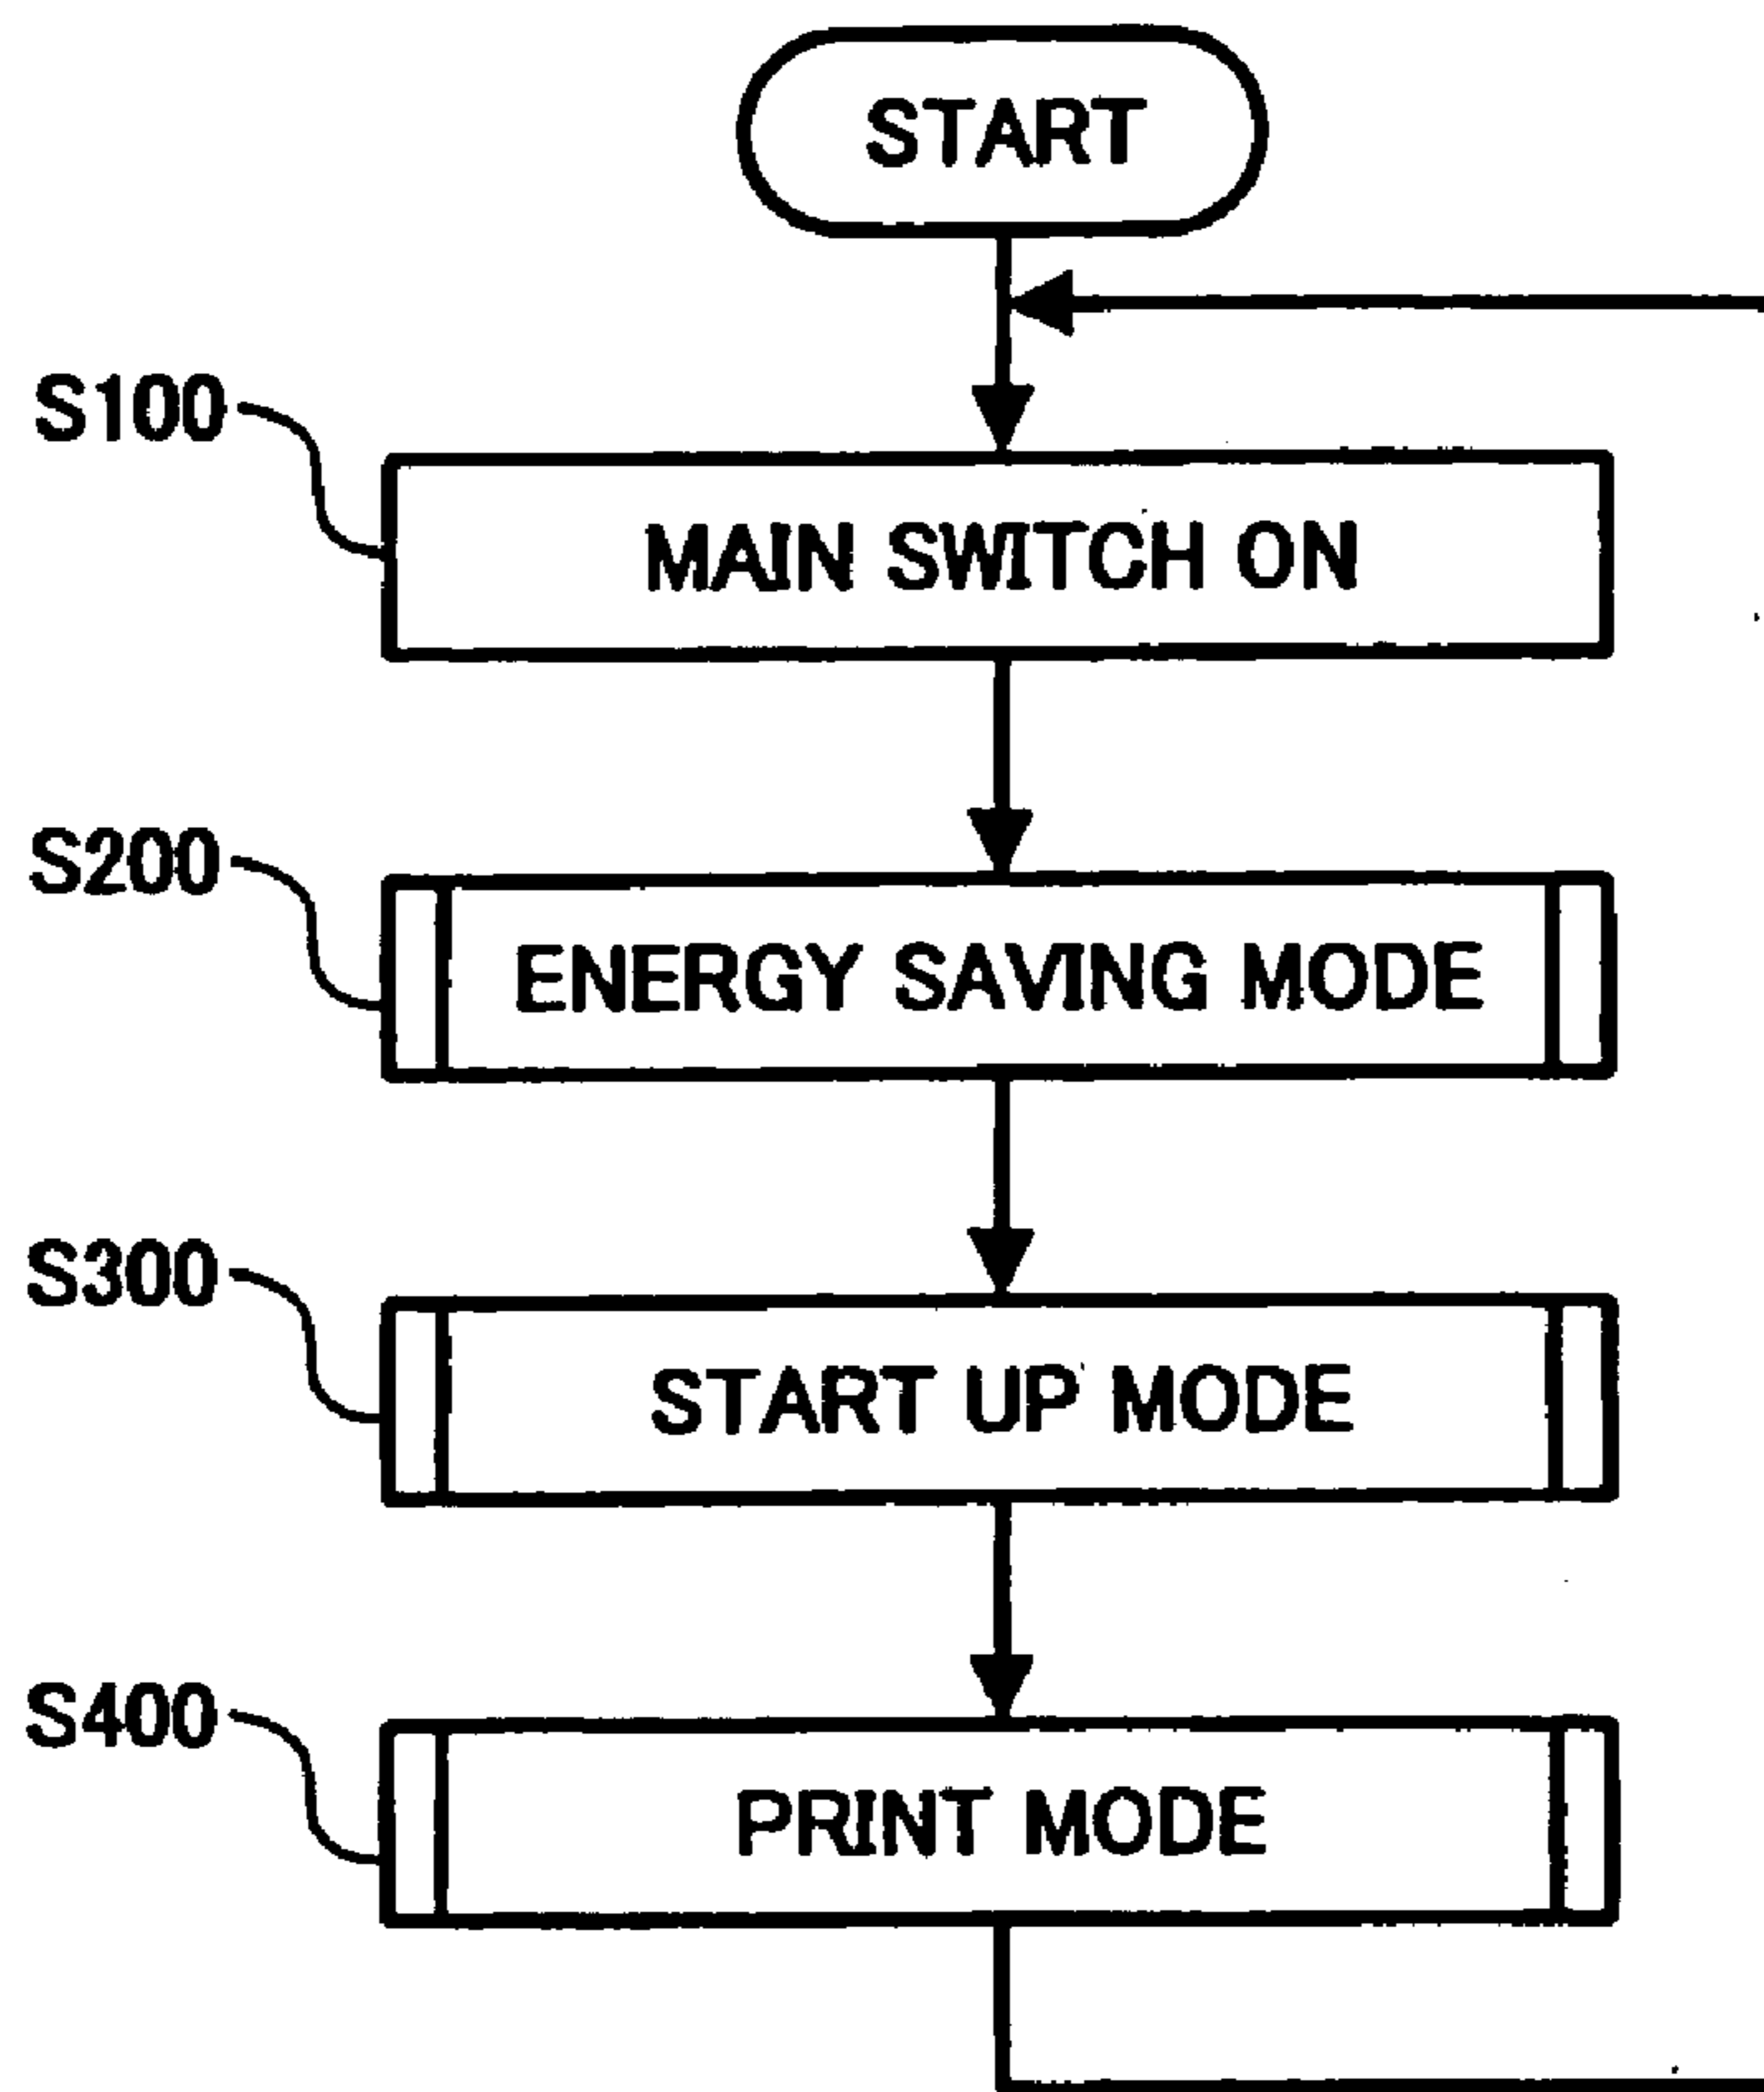 START
S100
MAIN SWITCH ON
S200
ENERGY SAVING MODE
S300
START UP MODE
S400
PRINT MODE